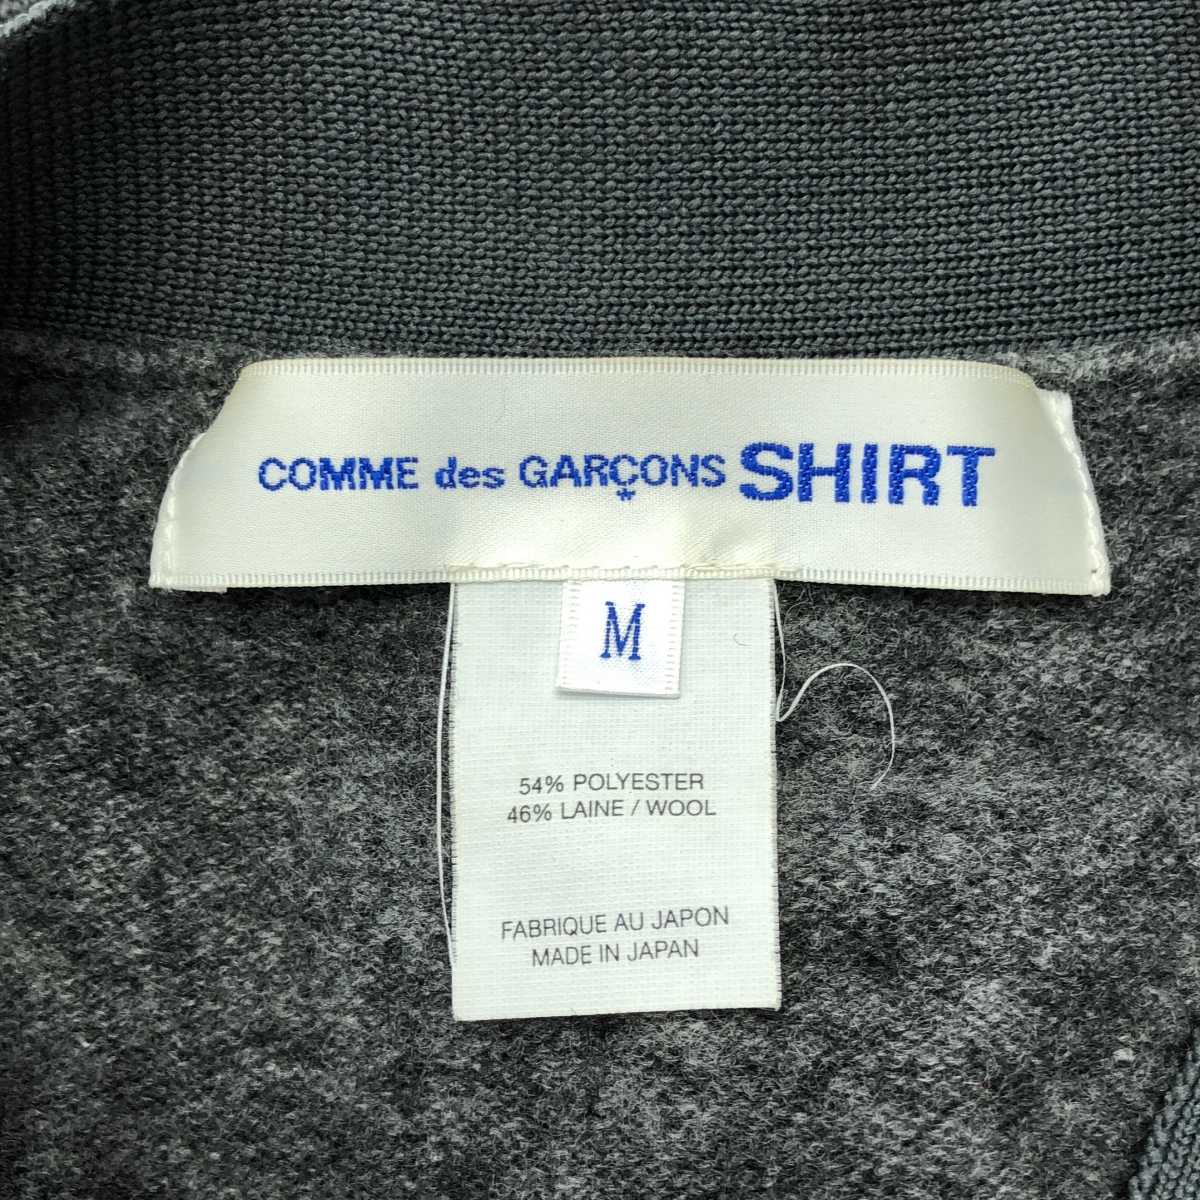 COMME des GARÇONS SHIRT
M
54% POLYESTER
46% LAINE / WOOL
FABRIQUE AU JAPON
MADE IN JAPAN